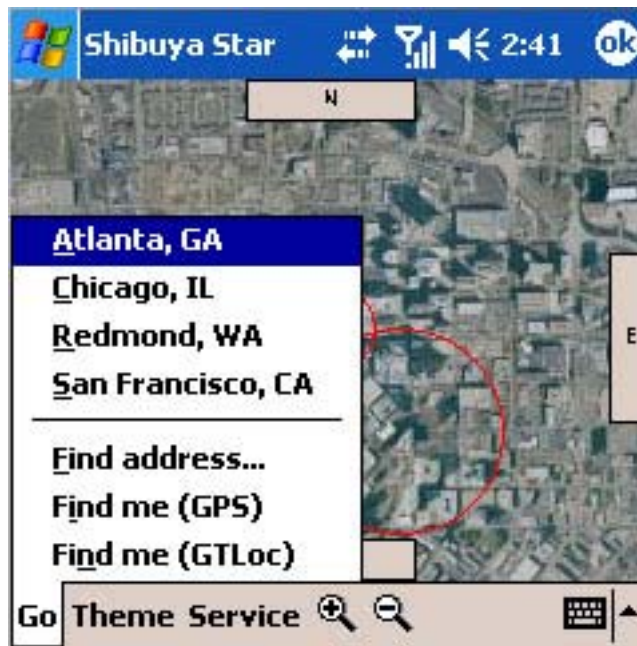 Shibuya Star 2:41 ok
N
Atlanta, GA
Chicago, IL
Redmond, WA
San Francisco, CA
E
Find address...
Find me (GPS)
Find me (GTLoc)
Go Theme Service